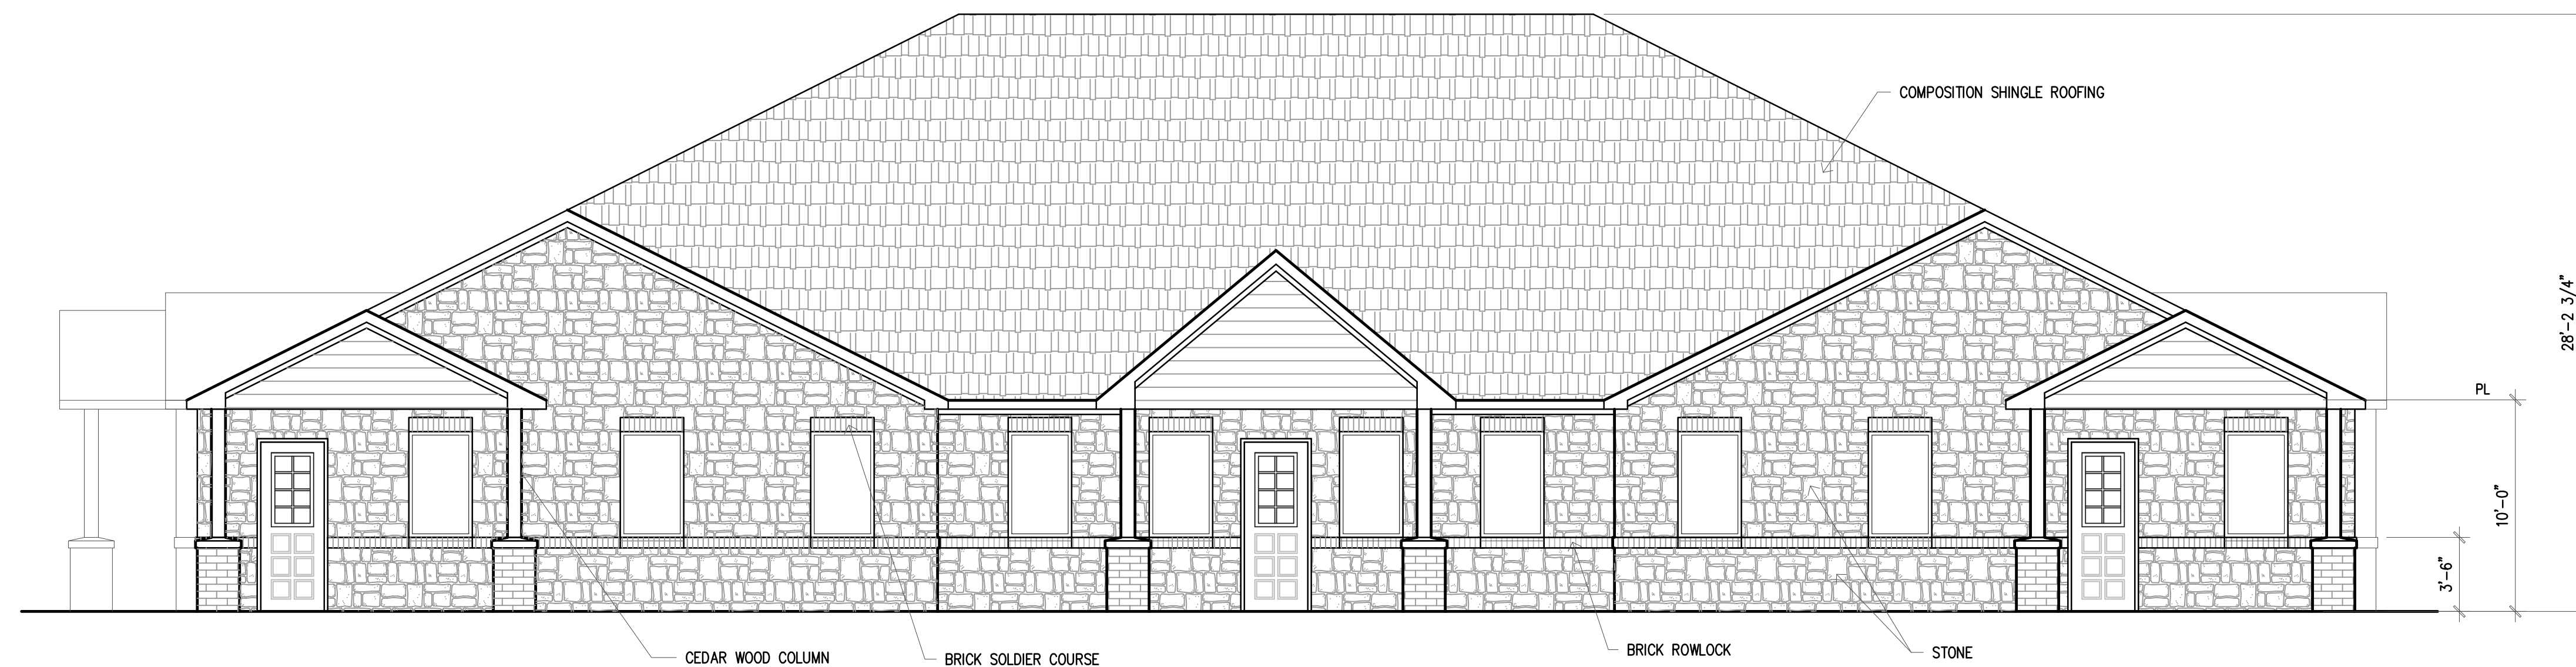 COMPOSITION SHINGLE ROOFING
28'-2 3/4"
PL
10'-0"
3'-6"
CEDAR WOOD COLUMN
BRICK SOLDIER COURSE
BRICK ROWLOCK
STONE